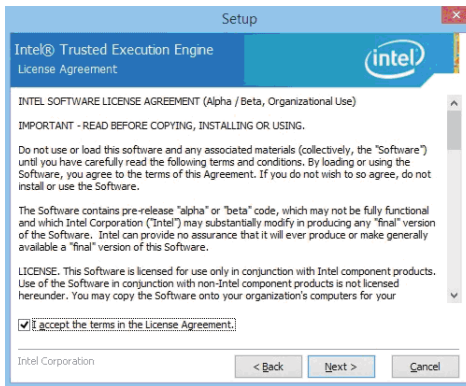 Setup
Intel® Trusted Execution Engine
License Agreement
intel
INTEL SOFTWARE LICENSE AGREEMENT (Alpha / Beta, Organizational Use)
IMPORTANT - READ BEFORE COPYING, INSTALLING OR USING.
Do not use or load this software and any associated materials (collectively, the "Software")
until you have carefully read the following terms and conditions. By loading or using the
Software, you agree to the terms of this Agreement. If you do not wish to so agree, do not
install or use the Software.
The Software contains pre-release "alpha" or "beta" code, which may not be fully functional
and which Intel Corporation ("Intel") may substantially modify in producing any "final" version
of the Software. Intel can provide no assurance that it will ever produce or make generally
available a "final" version of this Software.
LICENSE. This Software is licensed for use only in conjunction with Intel component products.
Use of the Software in conjunction with non-Intel component products is not licensed
hereunder. You may copy the Software onto your organization's computers for your
I accept the terms in the License Agreement.
Intel Corporation
< Back
Next >
Cancel